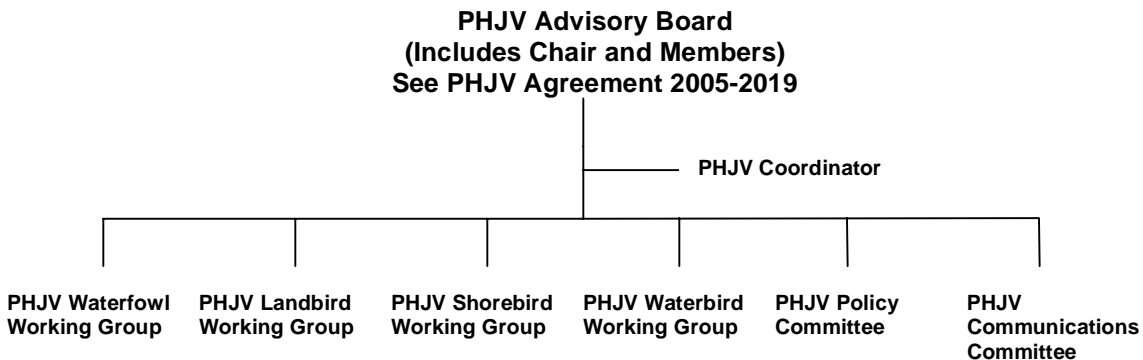 PHJV Advisory Board
(Includes Chair and Members)
See PHJV Agreement 2005-2019
PHJV Coordinator
PHJV Waterfowl
Working Group
PHJV Landbird
Working Group
PHJV Shorebird
Working Group
PHJV Waterbird
Working Group
PHJV Policy
Committee
PHJV
Communications
Committee